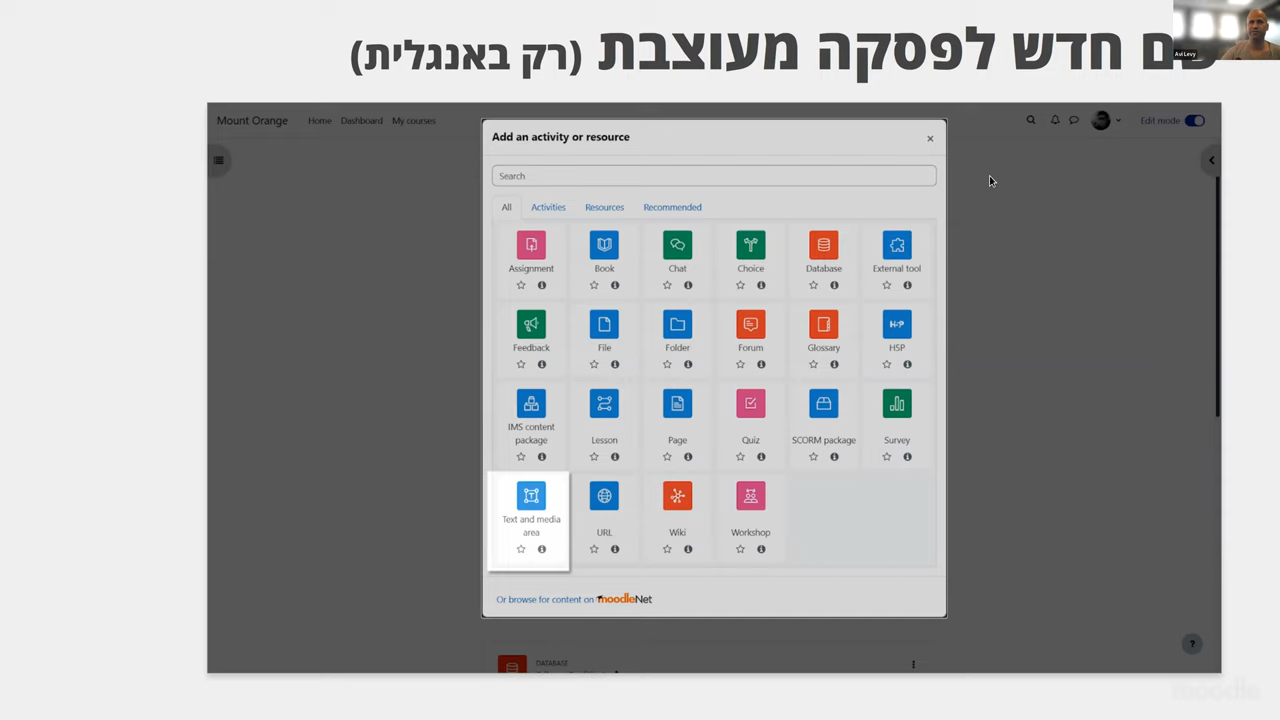 שם חדש לפסקה מעוצבת (רק באנגלית)
Avi Levy
Mount Orange Home Dashboard My courses Edit mode
Add an activity or resource ×
Search
All Activities Resources Recommended
Assignment Book Chat Choice Database External tool
Feedback File Folder Forum Glossary H5P
H5P
IMS content package Lesson Page Quiz SCORM package Survey
Text and media area URL Wiki Workshop
Or browse for content on moodleNet
DATABASE
?
moodle